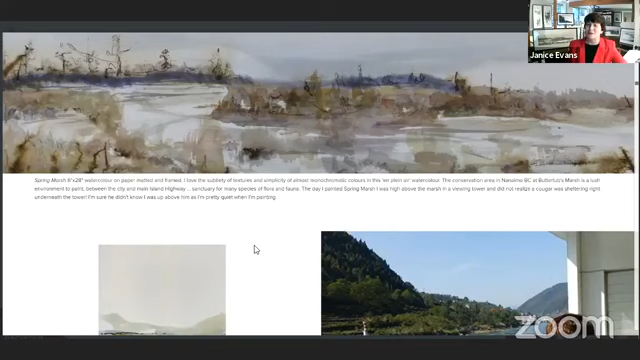 Janice Evans
Spring Marsh 6"x28" watercolour on paper matted and framed. I love the subtlety of textures and simplicity of almost monochromatic colours in this 'en plein air' watercolour. The conservation area in Nanaimo BC at Buttertub's Marsh is a lush
environment to paint, between the city and main Island Highway ... sanctuary for many species of flora and fauna. The day I painted Spring Marsh I was high above the marsh in a viewing tower and did not realize a cougar was sheltering right
underneath the tower! I'm sure he didn't know I was up above him as I'm pretty quiet when I'm painting.
zoom